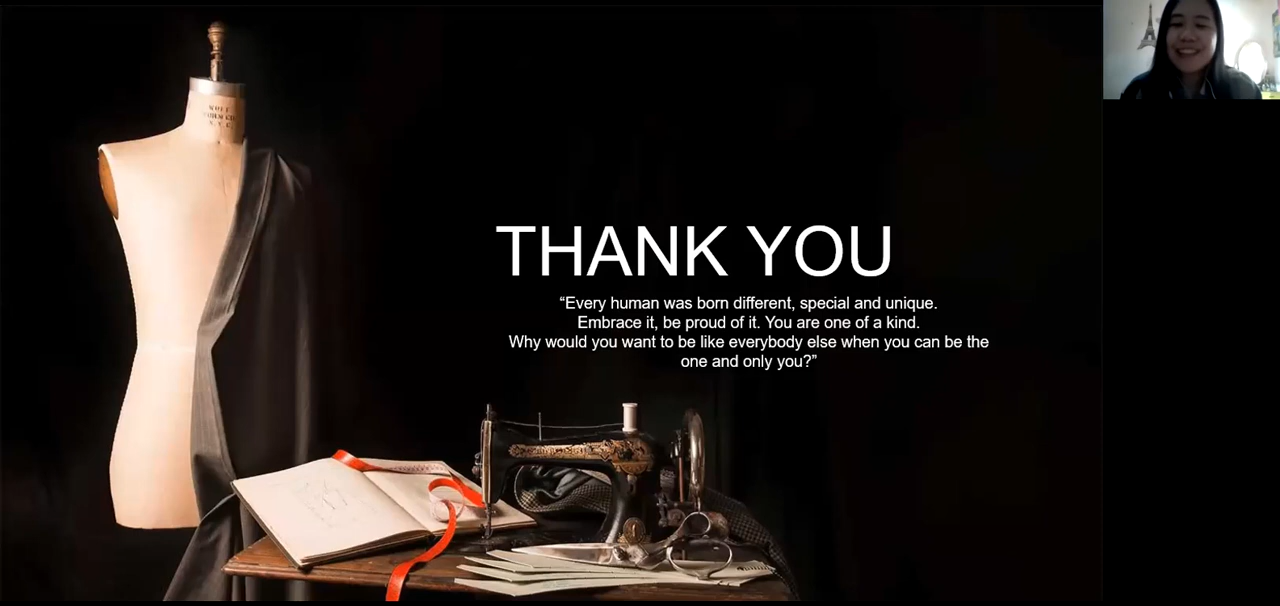 THANK YOU
“Every human was born different, special and unique.
Embrace it, be proud of it. You are one of a kind.
Why would you want to be like everybody else when you can be the
one and only you?”